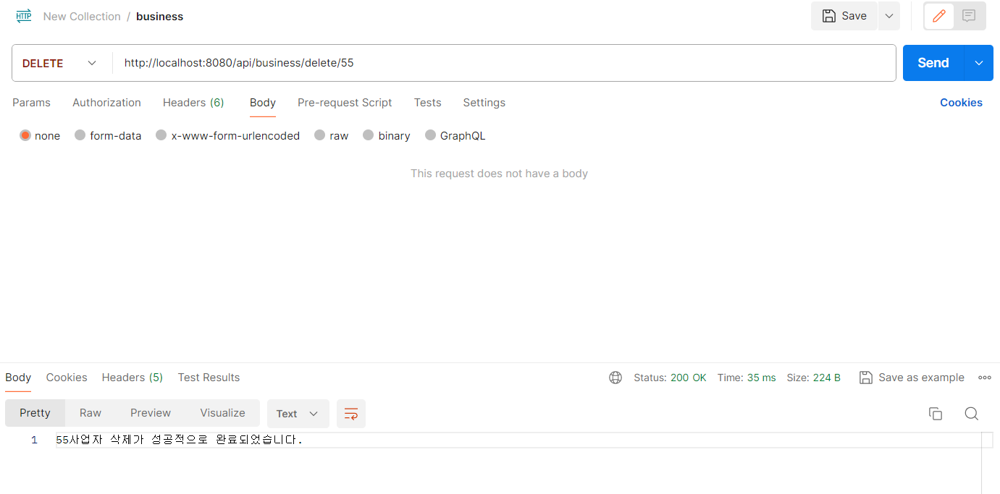 HTTP New Collection / business Save
DELETE http://localhost:8080/api/business/delete/55 Send
Params Authorization Headers (6) Body Pre-request Script Tests Settings Cookies
none form-data x-www-form-urlencoded raw binary GraphQL
This request does not have a body
Body Cookies Headers (5) Test Results Status: 200 OK Time: 35 ms Size: 224 B Save as example
Pretty Raw Preview Visualize Text
1 55사업자 삭제가 성공적으로 완료되었습니다.